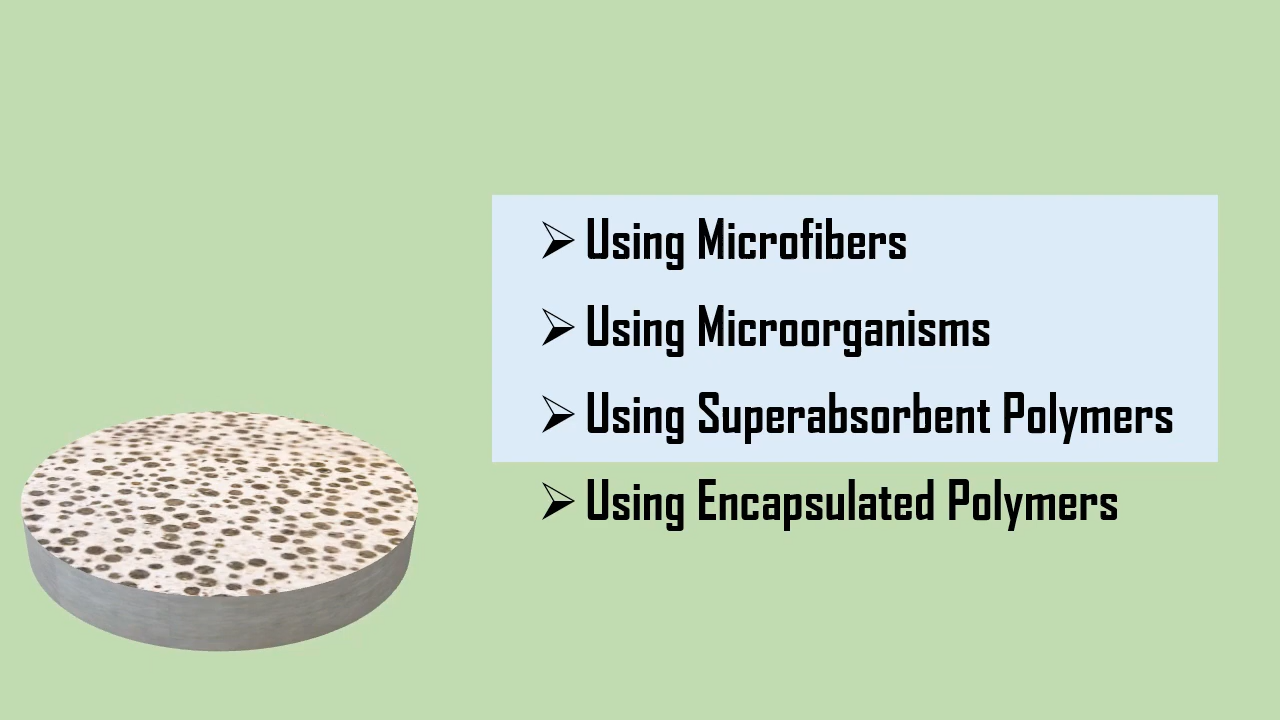 ➢ Using Microfibers
➢ Using Microorganisms
➢ Using Superabsorbent Polymers
➢ Using Encapsulated Polymers